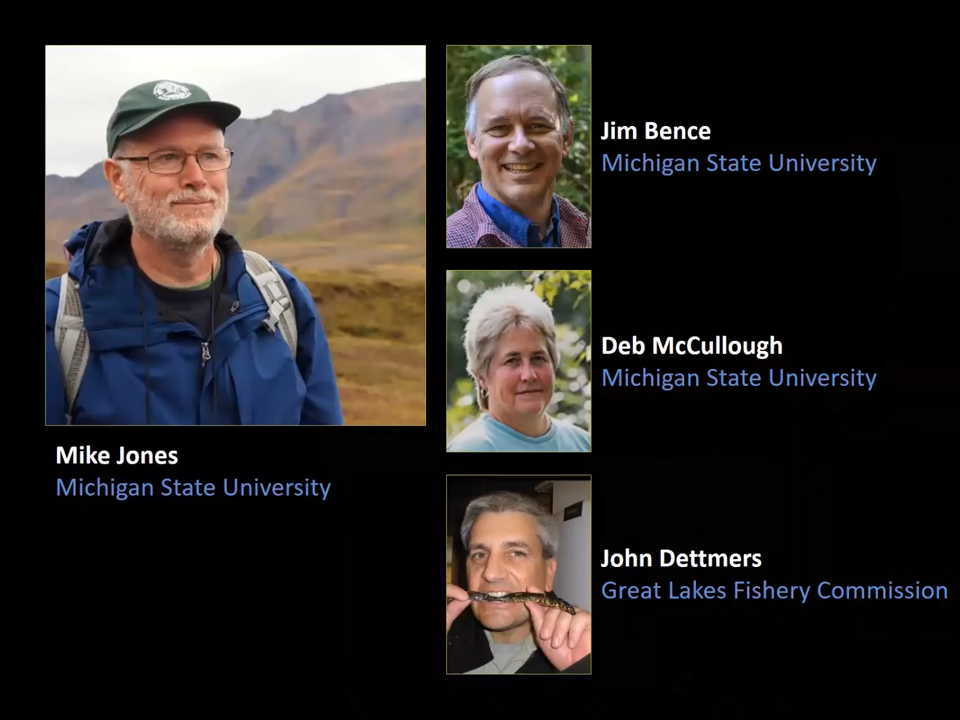 Jim Bence
Michigan State University
Deb McCullough
Michigan State University
Mike Jones
Michigan State University
John Dettmers
Great Lakes Fishery Commission